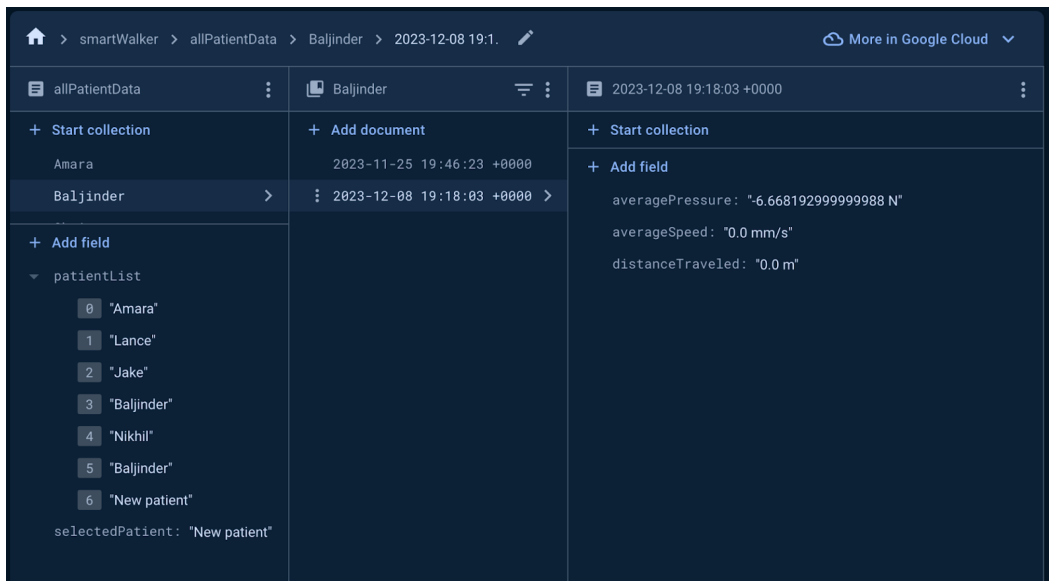 smartWalker > allPatientData > Baljinder > 2023-12-08 19:1. More in Google Cloud
allPatientData
+ Start collection
Amara
Baljinder
+ Add field
patientList
0 "Amara"
1 "Lance"
2 "Jake"
3 "Baljinder"
4 "Nikhil"
5 "Baljinder"
6 "New patient"
selectedPatient: "New patient"
Baljinder
+ Add document
2023-11-25 19:46:23 +0000
2023-12-08 19:18:03 +0000
2023-12-08 19:18:03 +0000
+ Start collection
+ Add field
averagePressure: "-6.668192999999988 N"
averageSpeed: "0.0 mm/s"
distanceTraveled: "0.0 m"